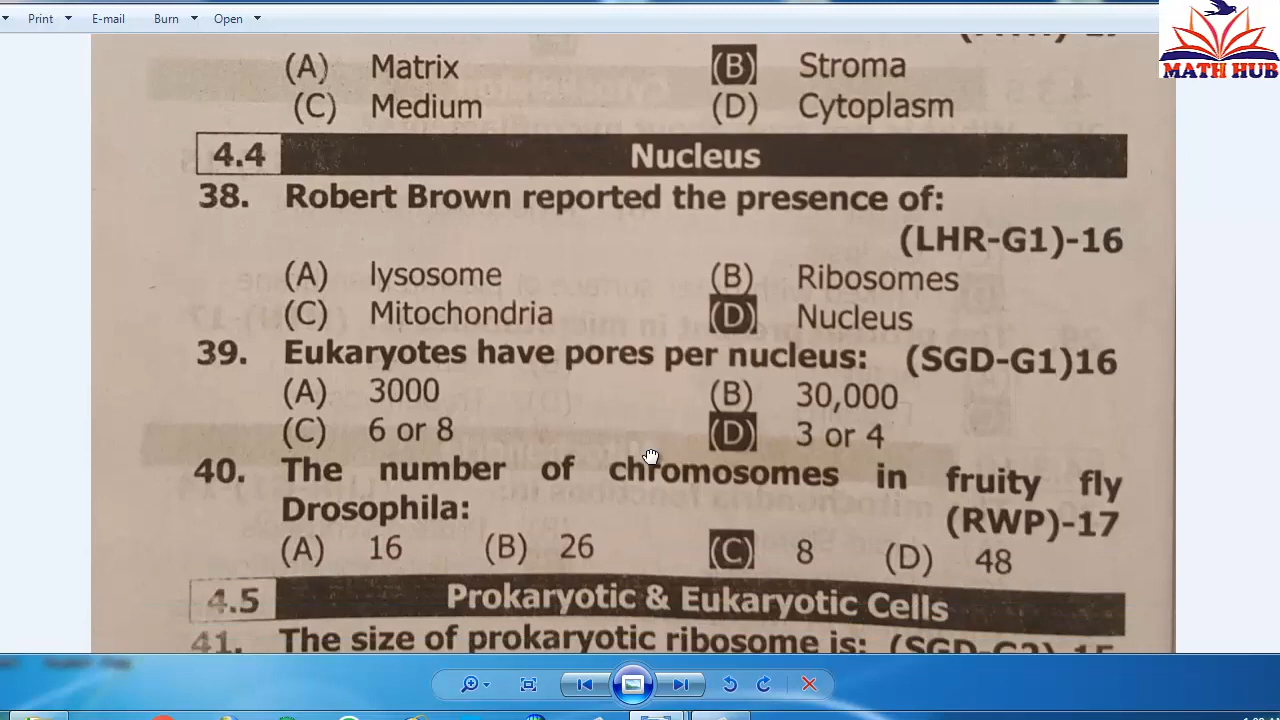 Print E-mail Burn Open
MATH HUB
(A) Matrix (B) Stroma
(C) Medium (D) Cytoplasm
4.4 Nucleus
38. Robert Brown reported the presence of:
(LHR-G1)-16
(A) lysosome (B) Ribosomes
(C) Mitochondria (D) Nucleus
39. Eukaryotes have pores per nucleus: (SGD-G1)16
(A) 3000 (B) 30,000
(C) 6 or 8 (D) 3 or 4
40. The number of chromosomes in fruity fly
Drosophila: (RWP)-17
(A) 16 (B) 26 (C) 8 (D) 48
4.5 Prokaryotic & Eukaryotic Cells
41. The size of prokaryotic ribosome is: